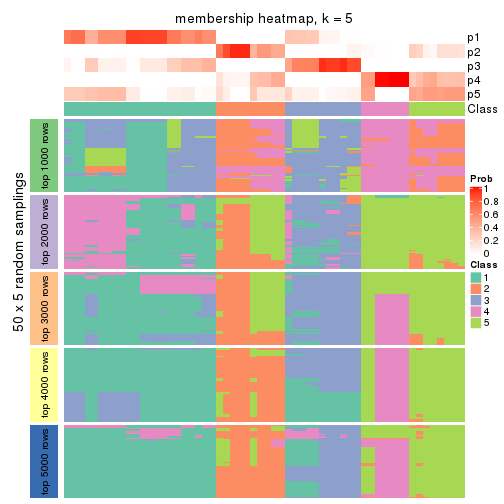 membership heatmap, k = 5
p1
p2
p3
p4
p5
Class
50 x 5 random samplings
top 1000 rows
top 2000 rows
top 3000 rows
top 4000 rows
top 5000 rows
Prob
1
0.8
0.6
0.4
0.2
0
Class
1
2
3
4
5